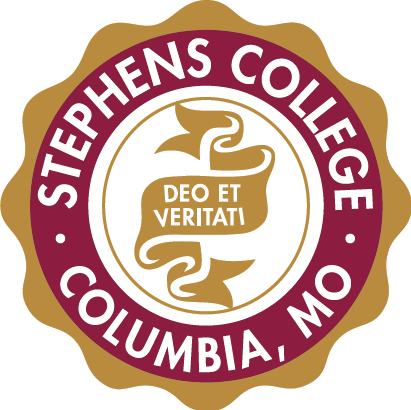 STEPHENS COLLEGE
DEO ET
VERITATI
COLUMBIA, MO